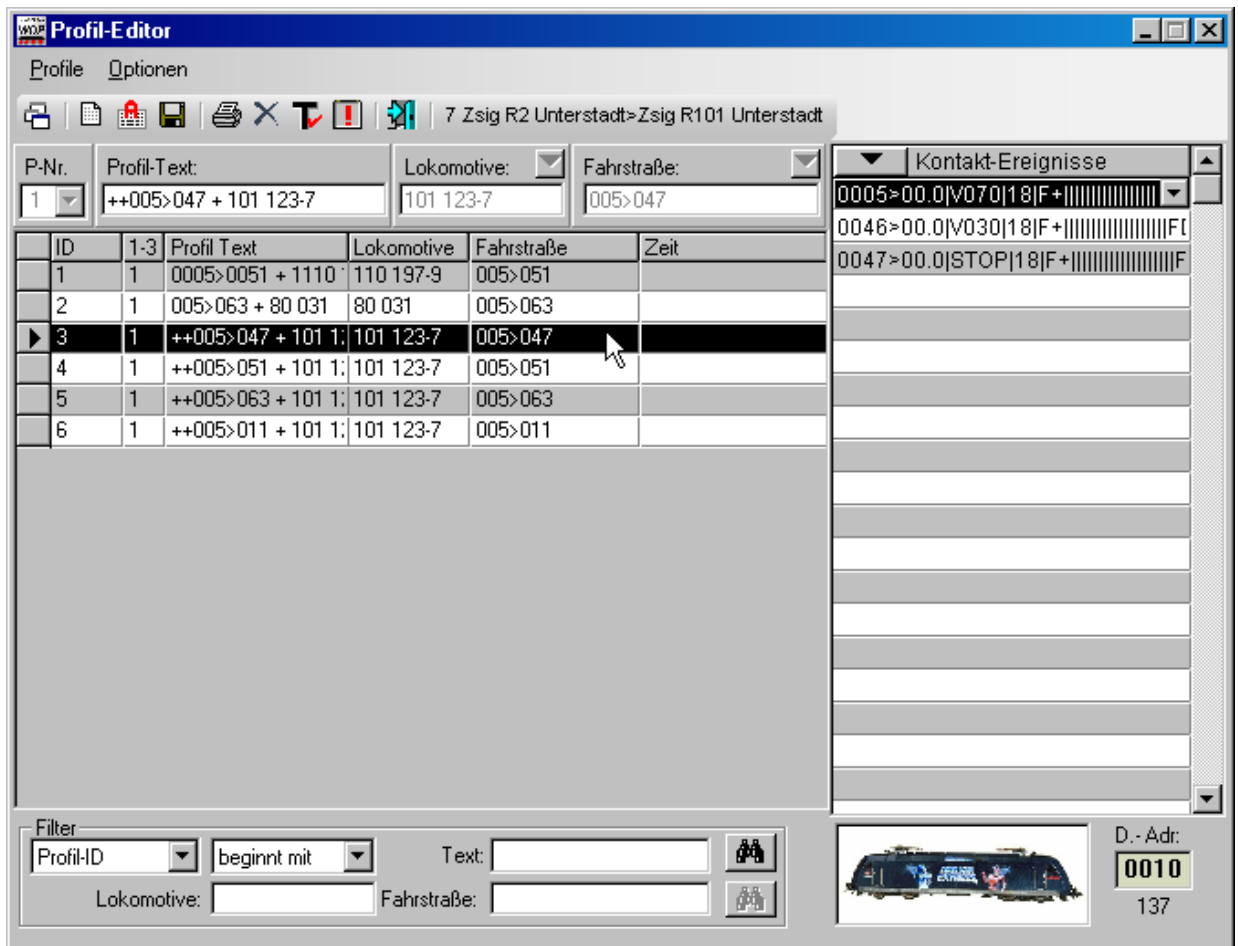 WDP Profil-Editor
Profile Optionen
7 Zsig R2 Unterstadt>Zsig R101 Unterstadt
P-Nr. Profil-Text: Lokomotive: Fahrstraße:
1 ++005>047 + 101 123-7 101 123-7 005>047
ID 1-3 Profil Text Lokomotive Fahrstraße Zeit
1 1 0005>0051 + 1110 110 197-9 005>051
2 1 005>063 + 80 031 80 031 005>063
3 1 ++005>047 + 101 1: 101 123-7 005>047
4 1 ++005>051 + 101 1: 101 123-7 005>051
5 1 ++005>063 + 101 1: 101 123-7 005>063
6 1 ++005>011 + 101 1: 101 123-7 005>011
Kontakt-Ereignisse
0005>00.0|V070|18|F+|||||||||||||||||
0046>00.0|V030|18|F+|||||||||||||||||||F
0047>00.0|STOP|18|F+|||||||||||||||||||F
Filter
Profil-ID beginnt mit Text:
Lokomotive: Fahrstraße:
D.- Adr:
0010
137